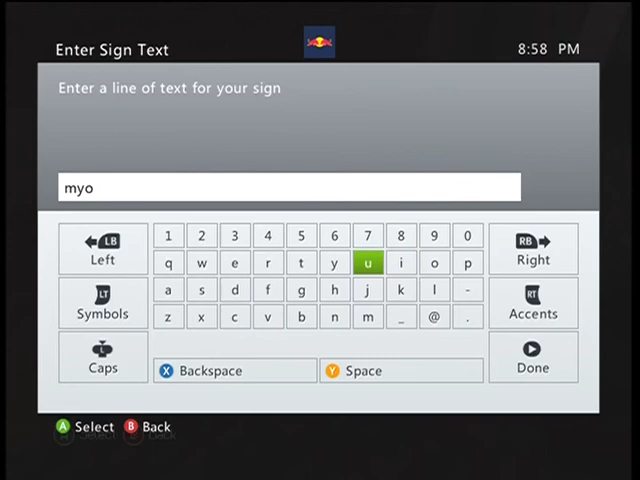 Enter Sign Text
8:58 PM
Enter a line of text for your sign
myo
LB
Left
1 2 3 4 5 6 7 8 9 0
RB
Right
q w e r t y u i o p
LT
Symbols
a s d f g h j k l -
RT
Accents
z x c v b n m _ @ .
L
Caps
X Backspace
Y Space
Done
A Select B Back